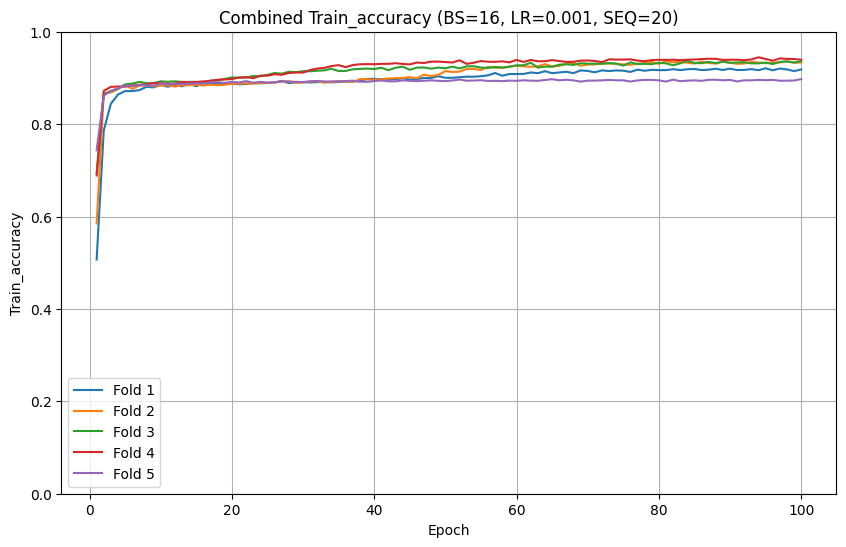 Combined Train_accuracy (BS=16, LR=0.001, SEQ=20)
1.0
0.8
0.6
0.4
0.2
0.0
Train_accuracy
Fold 1
Fold 2
Fold 3
Fold 4
Fold 5
0 20 40 60 80 100
Epoch